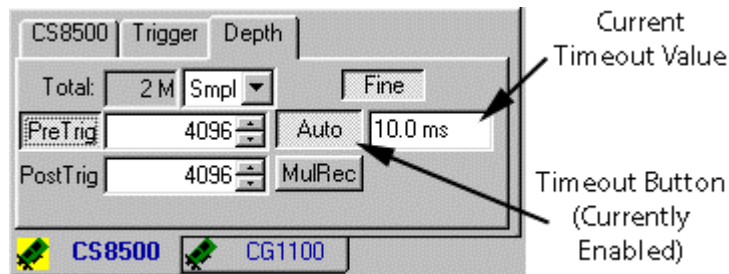 CS8500 Trigger Depth
Current
Timeout Value
Total: 2 M Smpl Fine
PreTrig 4096 Auto 10.0 ms
PostTrig 4096 MulRec
Timeout Button
(Currently
Enabled)
CS8500 CG1100